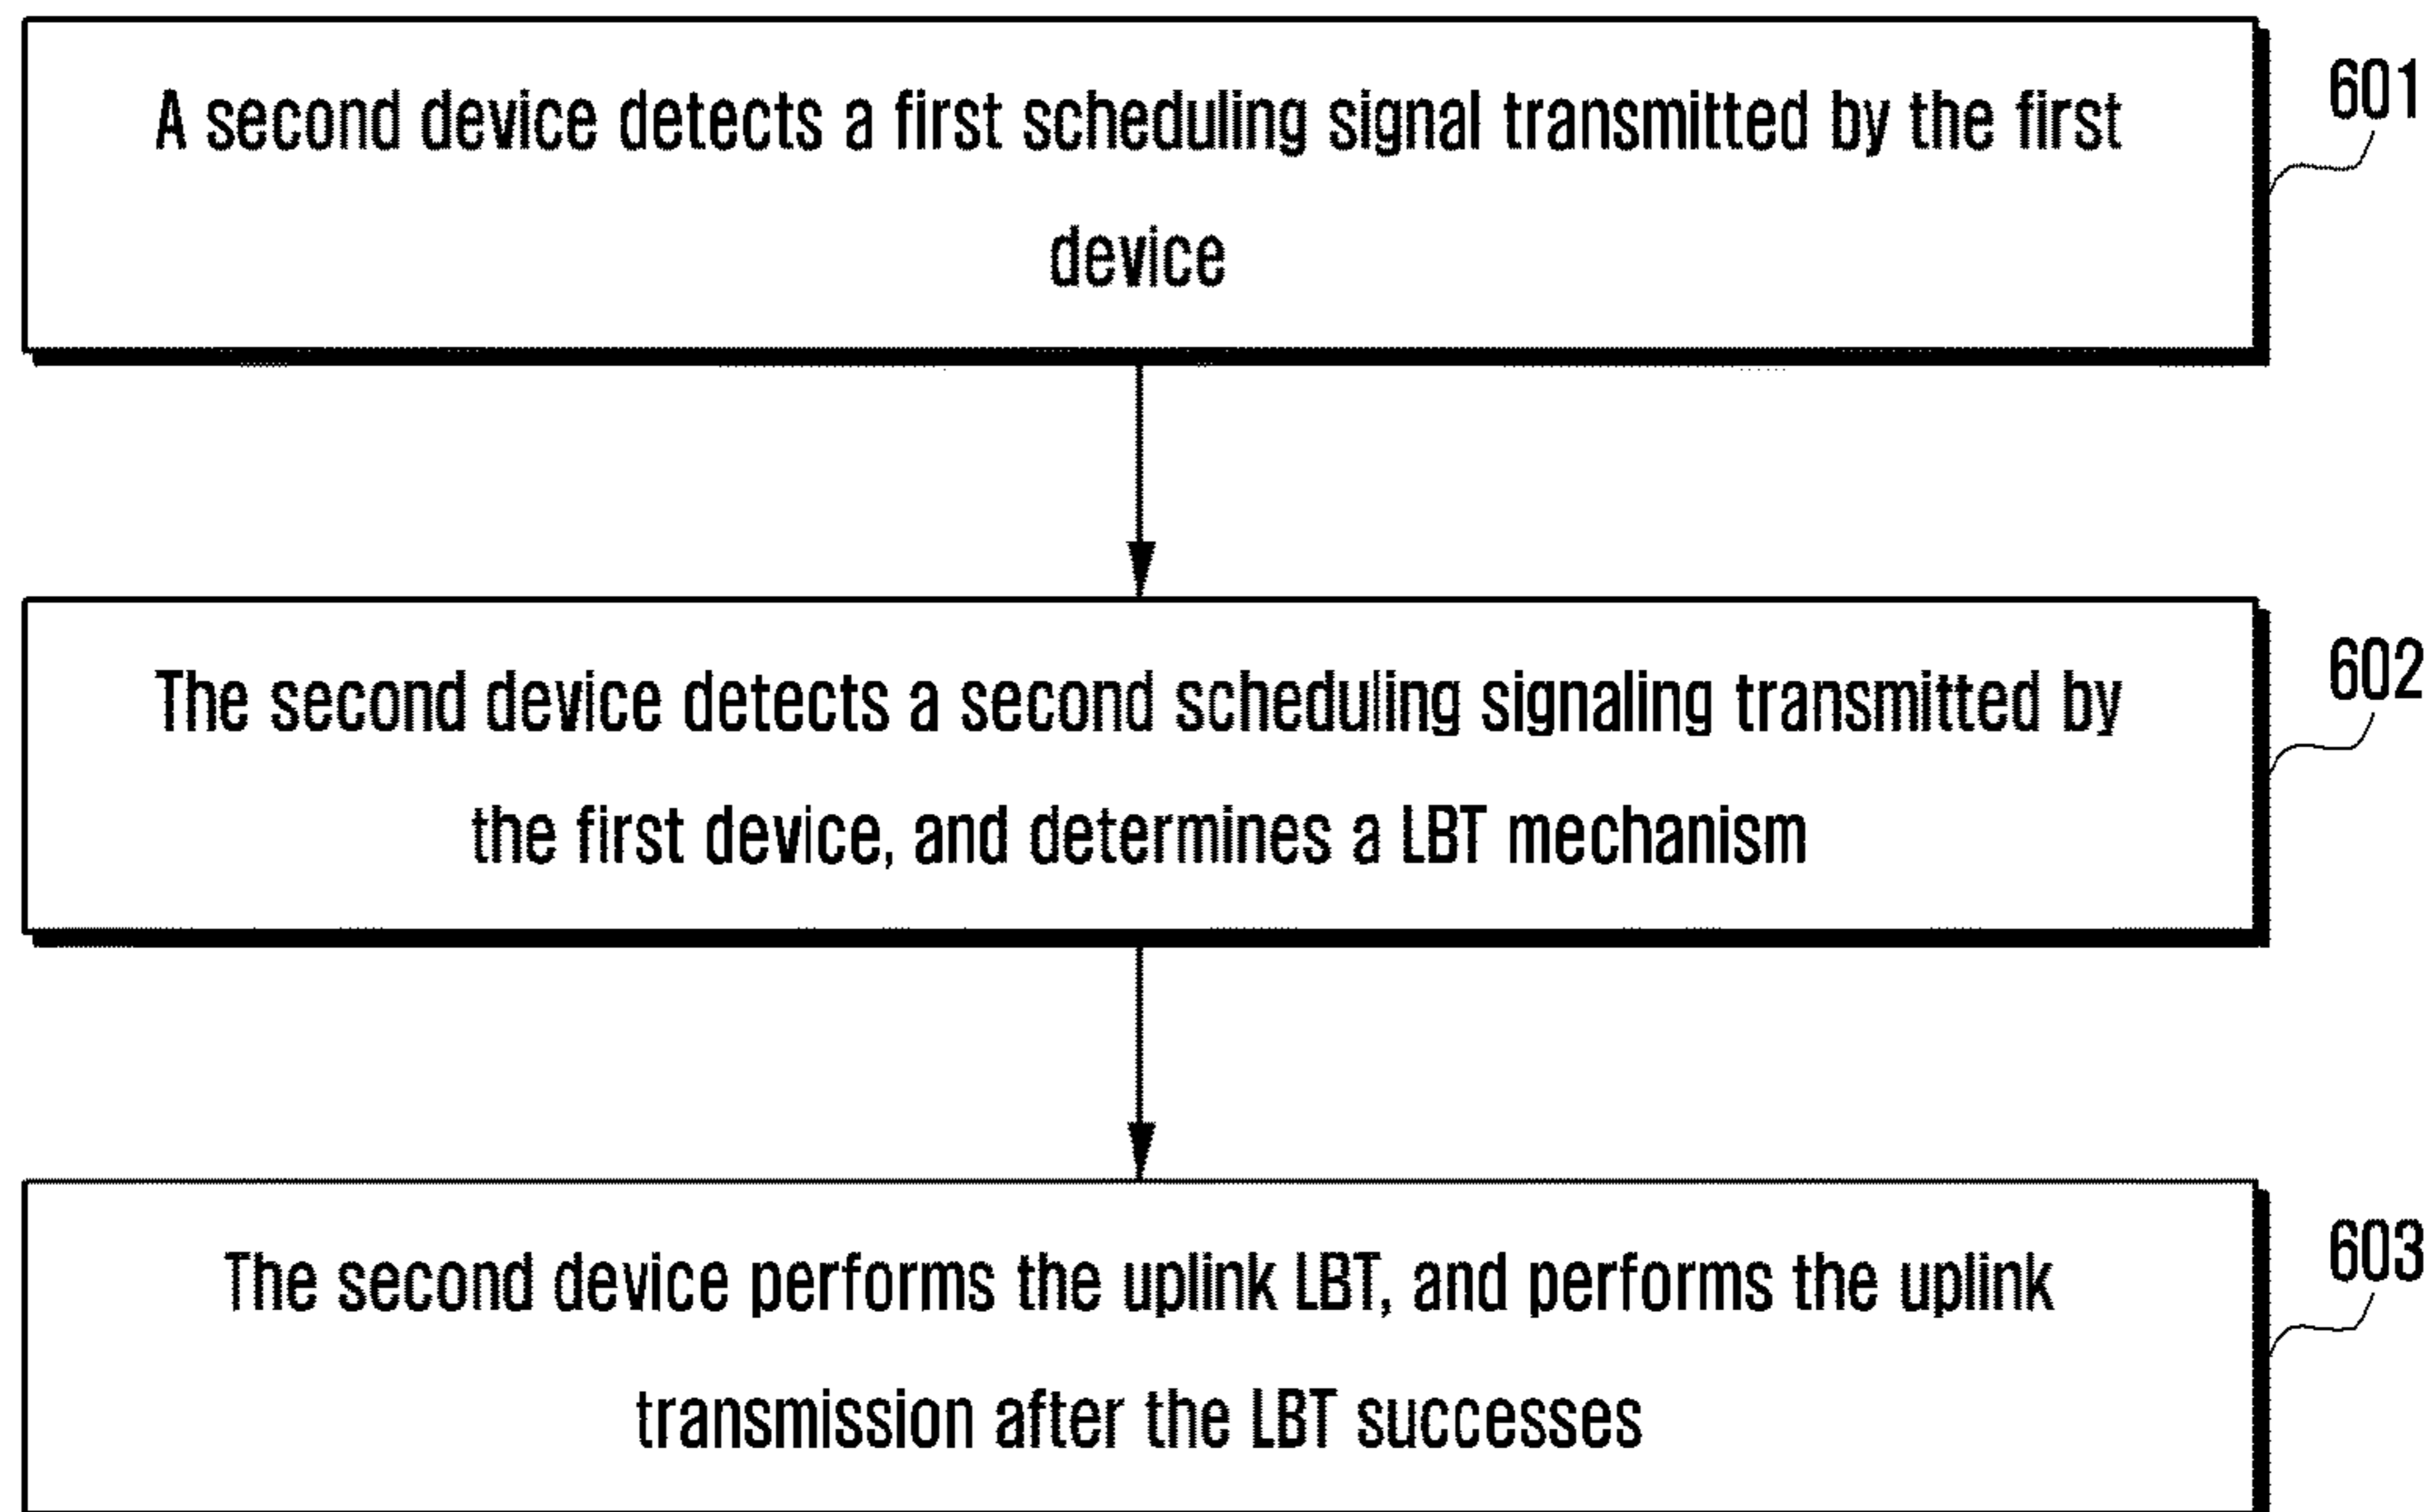 A second device detects a first scheduling signal transmitted by the first
device
601
The second device detects a second scheduling signaling transmitted by
the first device, and determines a LBT mechanism
602
The second device performs the uplink LBT, and performs the uplink
transmission after the LBT successes
603